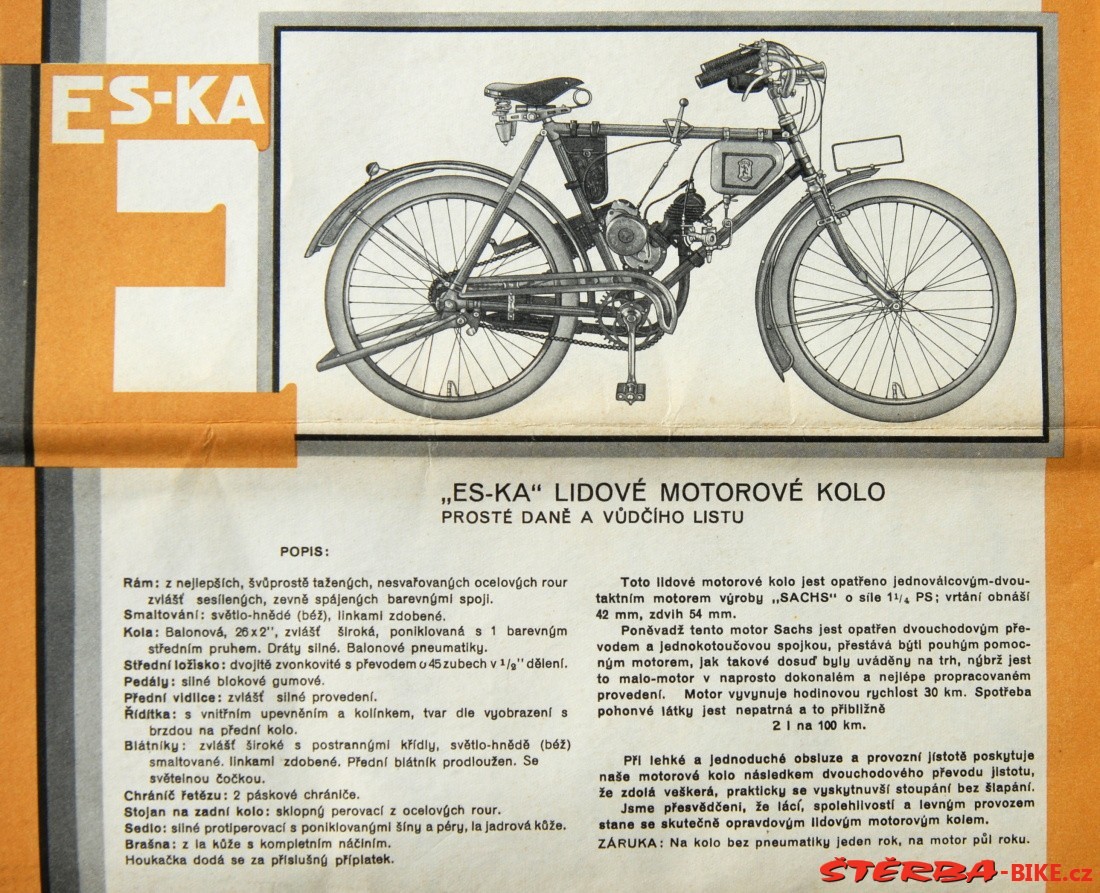 ES-KA
„ES-KA“ LIDOVÉ MOTOROVÉ KOLO
PROSTÉ DANĚ A VŮDČÍHO LISTU
POPIS:
Rám: z nejlepších, švůprostě tažených, nesvařovaných ocelových rour
zvlášť sesílených, zevně spájených barevnými spoji.
Smaltování: světlo-hnědé (béž), linkami zdobené.
Kola: Balonová, 26x2", zvlášť široká, poniklovaná s 1 barevným
středním pruhem. Dráty silné. Balonové pneumatiky.
Střední ložisko: dvojitě zvonkovité s převodem o 45 zubech v 1/2" dělení.
Pedály: silné blokové gumové.
Přední vidlice: zvlášť silné provedení.
Řídítka: s vnitřním upevněním a kolínkem, tvar dle vyobrazení s
brzdou na přední kolo.
Blátníky: zvlášť široké s postrannými křídly, světlo-hnědě (béž)
smaltované. linkami zdobené. Přední blátník prodloužen. Se
světelnou čočkou.
Chránič řetězu: 2 páskové chrániče.
Stojan na zadní kolo: sklopný perovací z ocelových rour.
Sedlo: silné protiperovací s poniklovanými šíny a péry, Ia jadrová kůže.
Brašna: z Ia kůže s kompletním náčiním.
Houkačka dodá se za příslušný příplatek.
Toto lidové motorové kolo jest opatřeno jednoválcovým-dvou-
taktním motorem výroby „SACHS“ o síle 1 1/4 PS; vrtání obnáší
42 mm, zdvih 54 mm.
Poněvadž tento motor Sachs jest opatřen dvouchodovým pře-
vodem a jednokotoučovou spojkou, přestává býti pouhým pomoc-
ným motorem, jak takové dosuď byly uváděny na trh, nýbrž jest
to malo-motor v naprosto dokonalém a nejlépe propracovaném
provedení. Motor vyvynuje hodinovou rychlost 30 km. Spotřeba
pohonvé látky jest nepatrná a to přibližně
2 l na 100 km.
Při lehké a jednoduché obsluze a provozní jístotě poskytuje
naše motorové kolo následkem dvouchodového převodu jistotu,
že zdolá veškerá, prakticky se vyskytnuvší stoupání bez šlapání.
Jsme přesvědčeni, že lácí, spolehlivostí a levným provozem
stane se skutečně opravdovým lidovým motorovým kolem.
ZÁRUKA: Na kolo bez pneumatiky jeden rok, na motor půl roku.
ŠTĚRBA-BIKE.cz